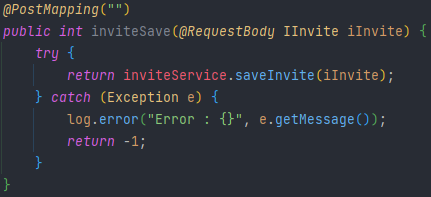 @PostMapping("")
public int inviteSave(@RequestBody IInvite iInvite) {
    try {
        return inviteService.saveInvite(iInvite);
    } catch (Exception e) {
        log.error("Error : {}", e.getMessage());
        return -1;
    }
}